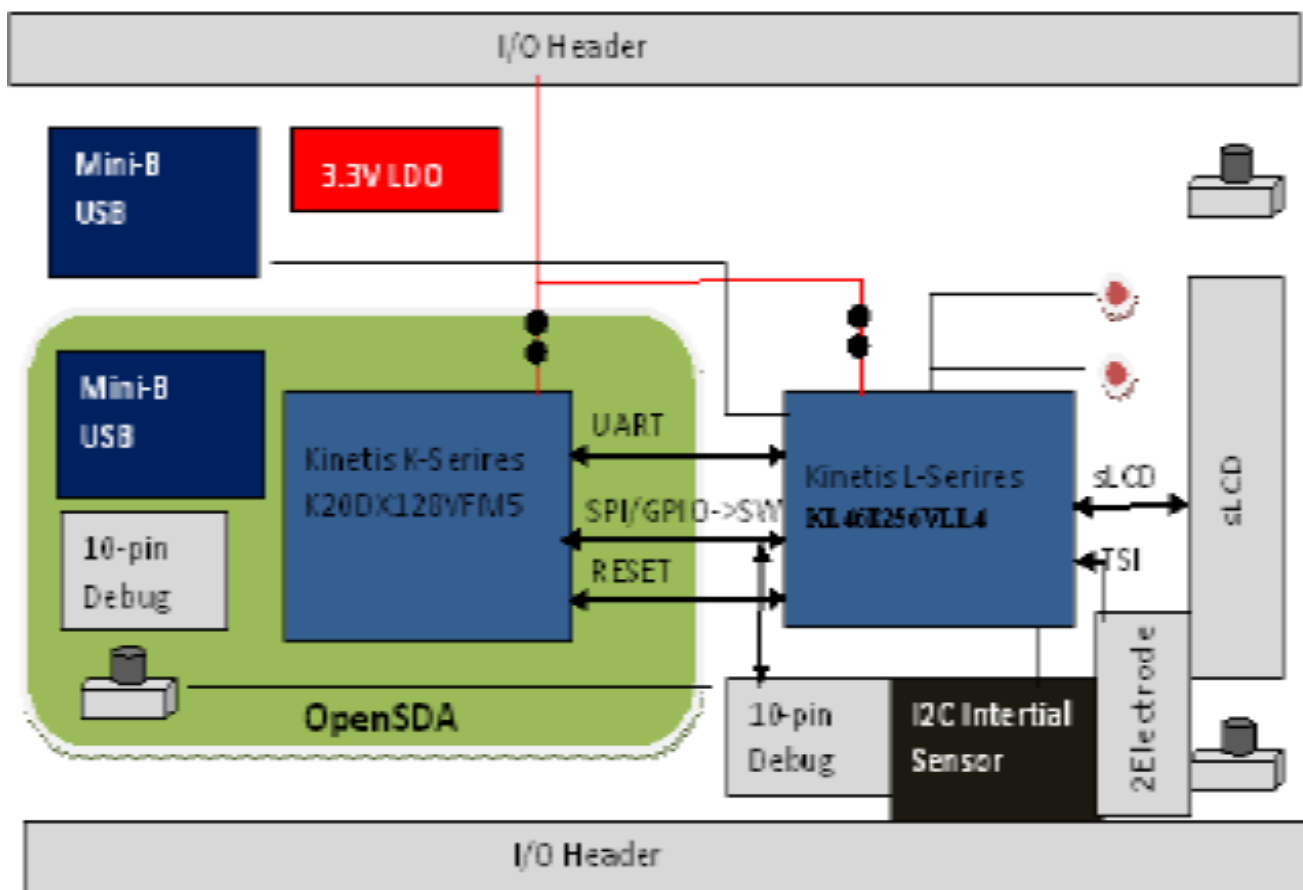 I/O Header
Mini-B
USB
3.3V LDO
Mini-B
USB
10-pin
Debug
OpenSDA
Kinetis K-Serires
K20DX128VFM5
UART
SPI/GPIO->SW
RESET
Kinetis L-Serires
KL46Z256VLL4
sLCD
TSI
sLCD
2Electrode
10-pin
Debug
I2C Intertial
Sensor
I/O Header